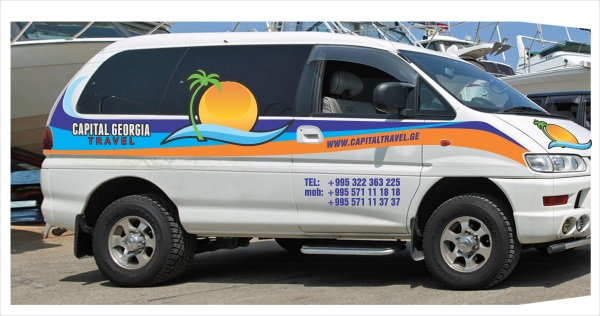 CAPITAL GEORGIA
TRAVEL
WWW.CAPITALTRAVEL.GE
TEL: +995 322 363 225
mob: +995 571 11 18 18
+995 571 11 37 37